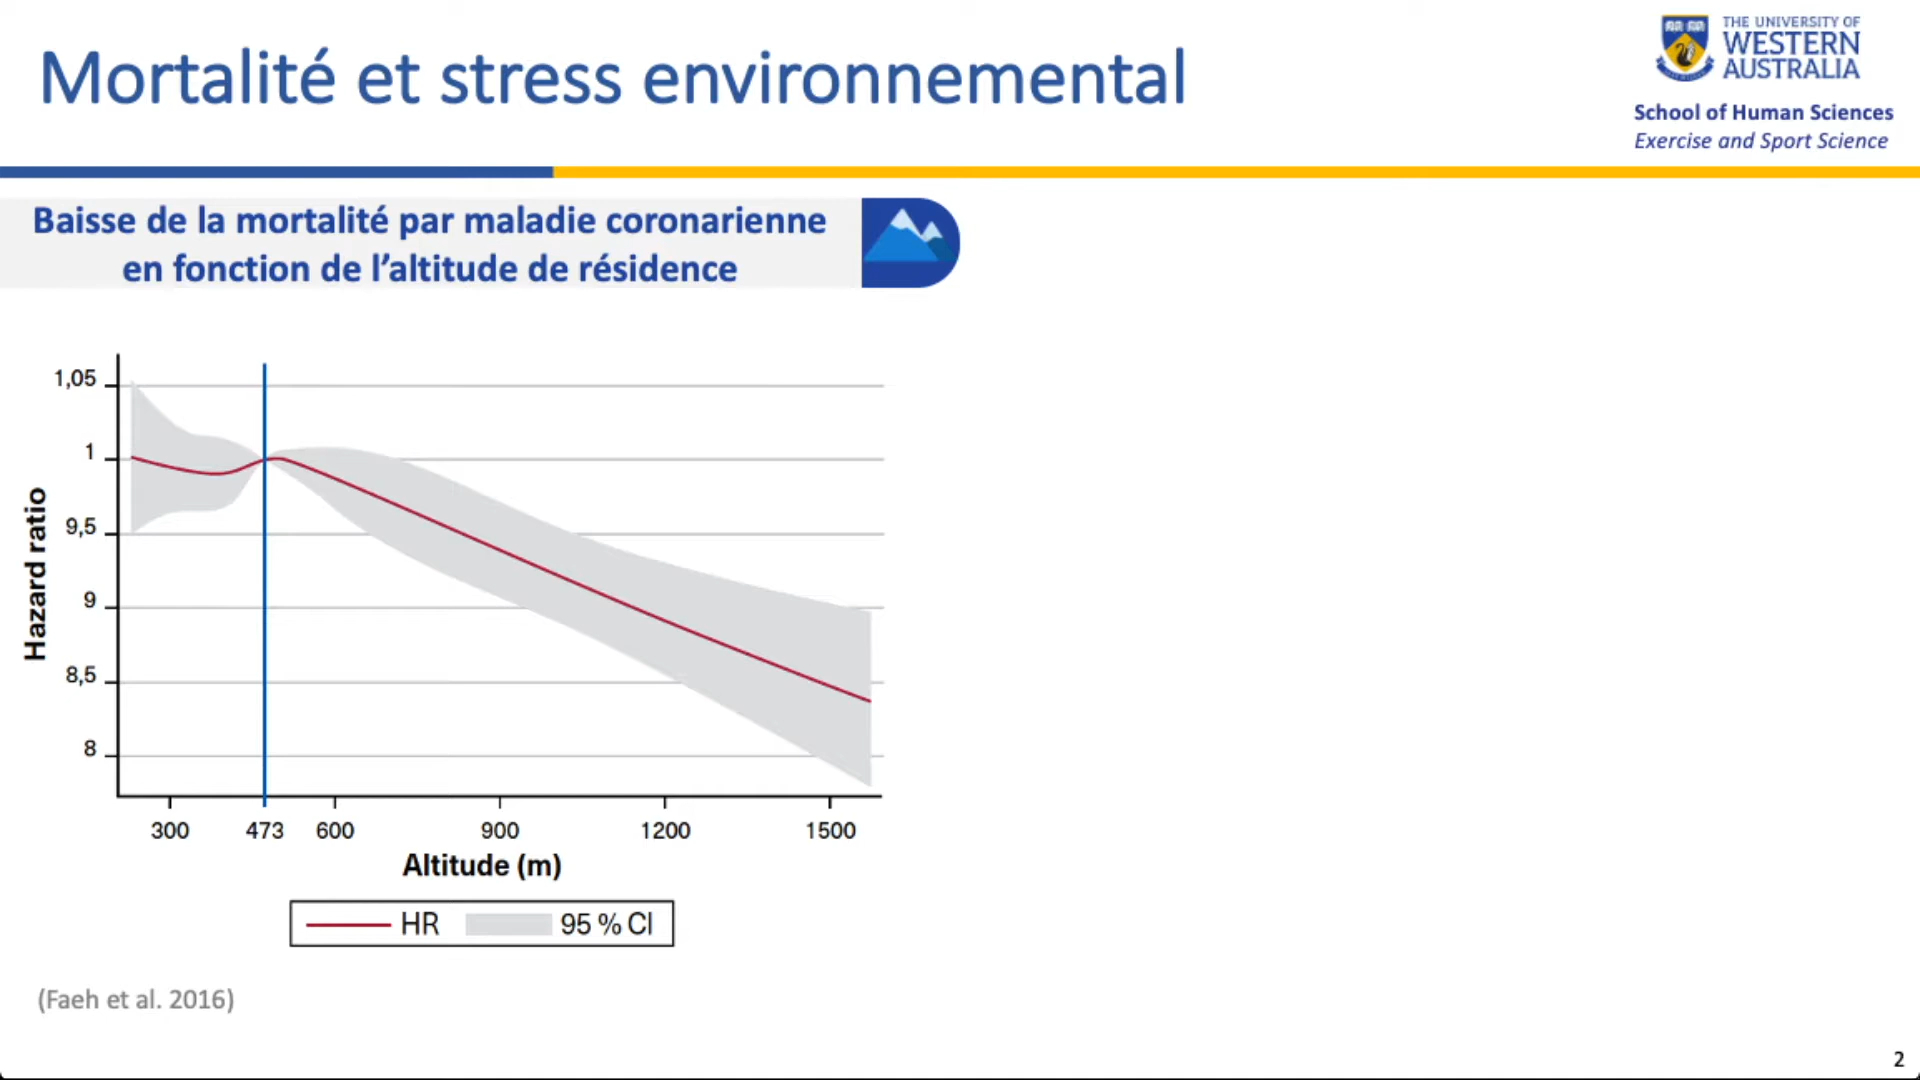 Mortalité et stress environnemental
THE UNIVERSITY OF
WESTERN
AUSTRALIA
School of Human Sciences
Exercise and Sport Science
Baisse de la mortalité par maladie coronarienne
en fonction de l’altitude de résidence
1,05
1
9,5
9
8,5
8
Hazard ratio
300 473 600 900 1200 1500
Altitude (m)
HR 95 % CI
(Faeh et al. 2016)
2